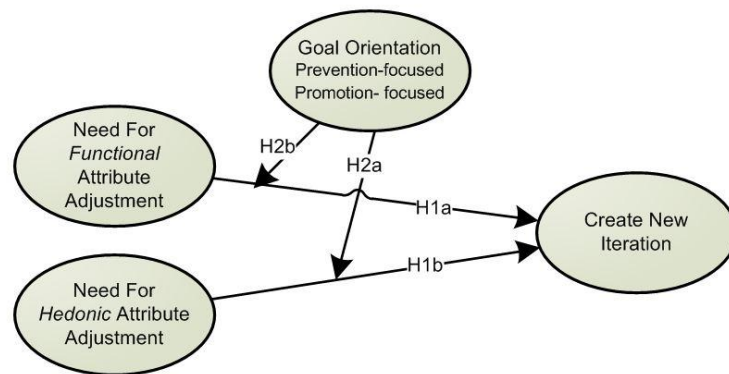 Goal Orientation
Prevention-focused
Promotion- focused
Need For
Functional
Attribute
Adjustment
H2b
H2a
H1a
Create New
Iteration
H1b
Need For
Hedonic Attribute
Adjustment